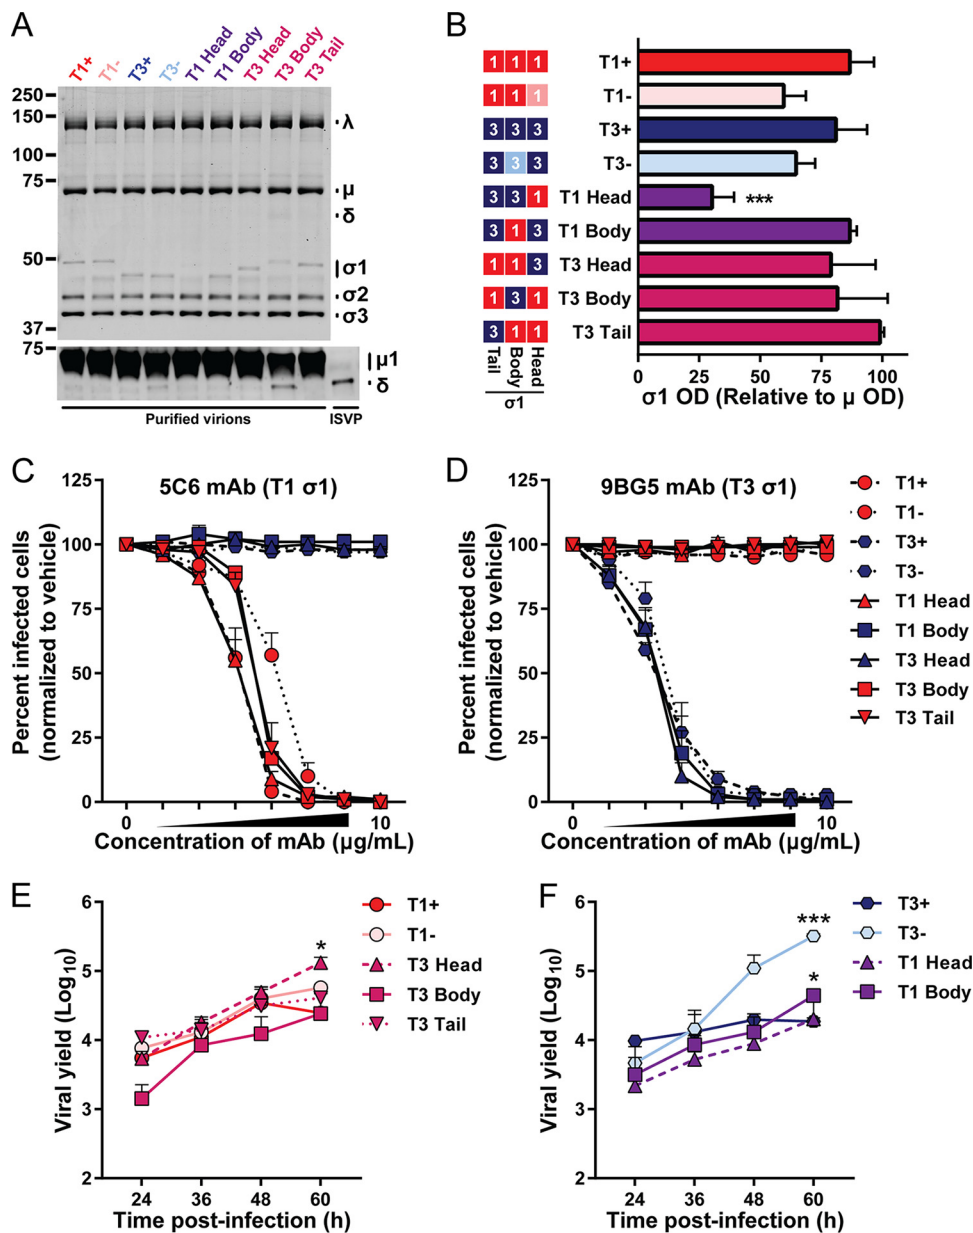 A
T1+
T1-
T3+
T3-
T1 Head
T1 Body
T3 Head
T3 Body
T3 Tail
250
150
100
75
50
37
λ
μ
δ
σ1
σ2
σ3
75
μ1
δ
Purified virions
ISVP
B
1 1 1 T1+
1 1 1 T1-
3 3 3 T3+
3 3 3 T3-
3 3 1 T1 Head ***
3 1 3 T1 Body
1 1 3 T3 Head
1 3 1 T3 Body
3 1 1 T3 Tail
Tail
Body
Head
σ1
0 25 50 75 100
σ1 OD (Relative to μ OD)
C
5C6 mAb (T1 σ1)
125
100
75
50
25
0
Percent infected cells
(normalized to vehicle)
0 10
Concentration of mAb (μg/mL)
D
9BG5 mAb (T3 σ1)
125
100
75
50
25
0
Percent infected cells
(normalized to vehicle)
0 10
Concentration of mAb (μg/mL)
T1+
T1-
T3+
T3-
T1 Head
T1 Body
T3 Head
T3 Body
T3 Tail
E
6
5
4
3
2
Viral yield (Log10)
*
24 36 48 60
Time post-infection (h)
T1+
T1-
T3 Head
T3 Body
T3 Tail
F
6
5
4
3
2
Viral yield (Log10)
***
*
24 36 48 60
Time post-infection (h)
T3+
T3-
T1 Head
T1 Body